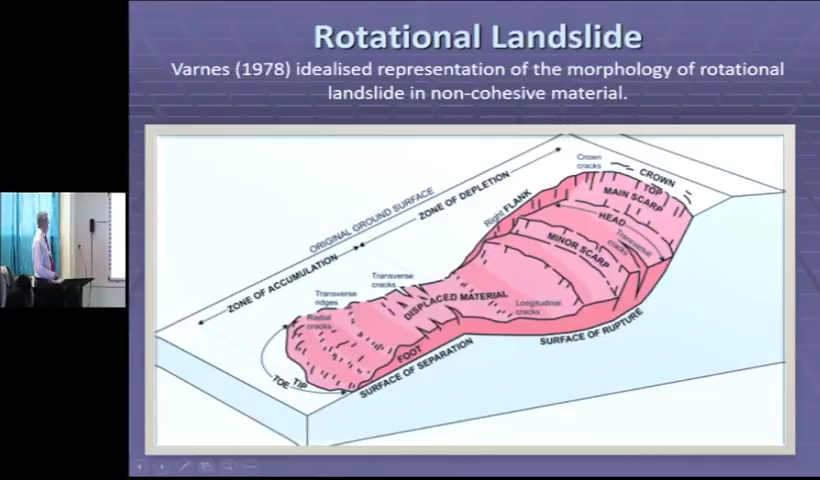 Rotational Landslide
Varnes (1978) idealised representation of the morphology of rotational
landslide in non-cohesive material.
Crown
cracks
CROWN
TOP
MAIN SCARP
ORIGINAL GROUND SURFACE
ZONE OF DEPLETION
Right FLANK
HEAD
Transverse
cracks
MINOR SCARP
ZONE OF ACCUMULATION
Transverse
cracks
Transverse
ridges
DISPLACED MATERIAL
Longitudinal
cracks
Radial
cracks
SURFACE OF RUPTURE
FOOT
SURFACE OF SEPARATION
TIP
TOE